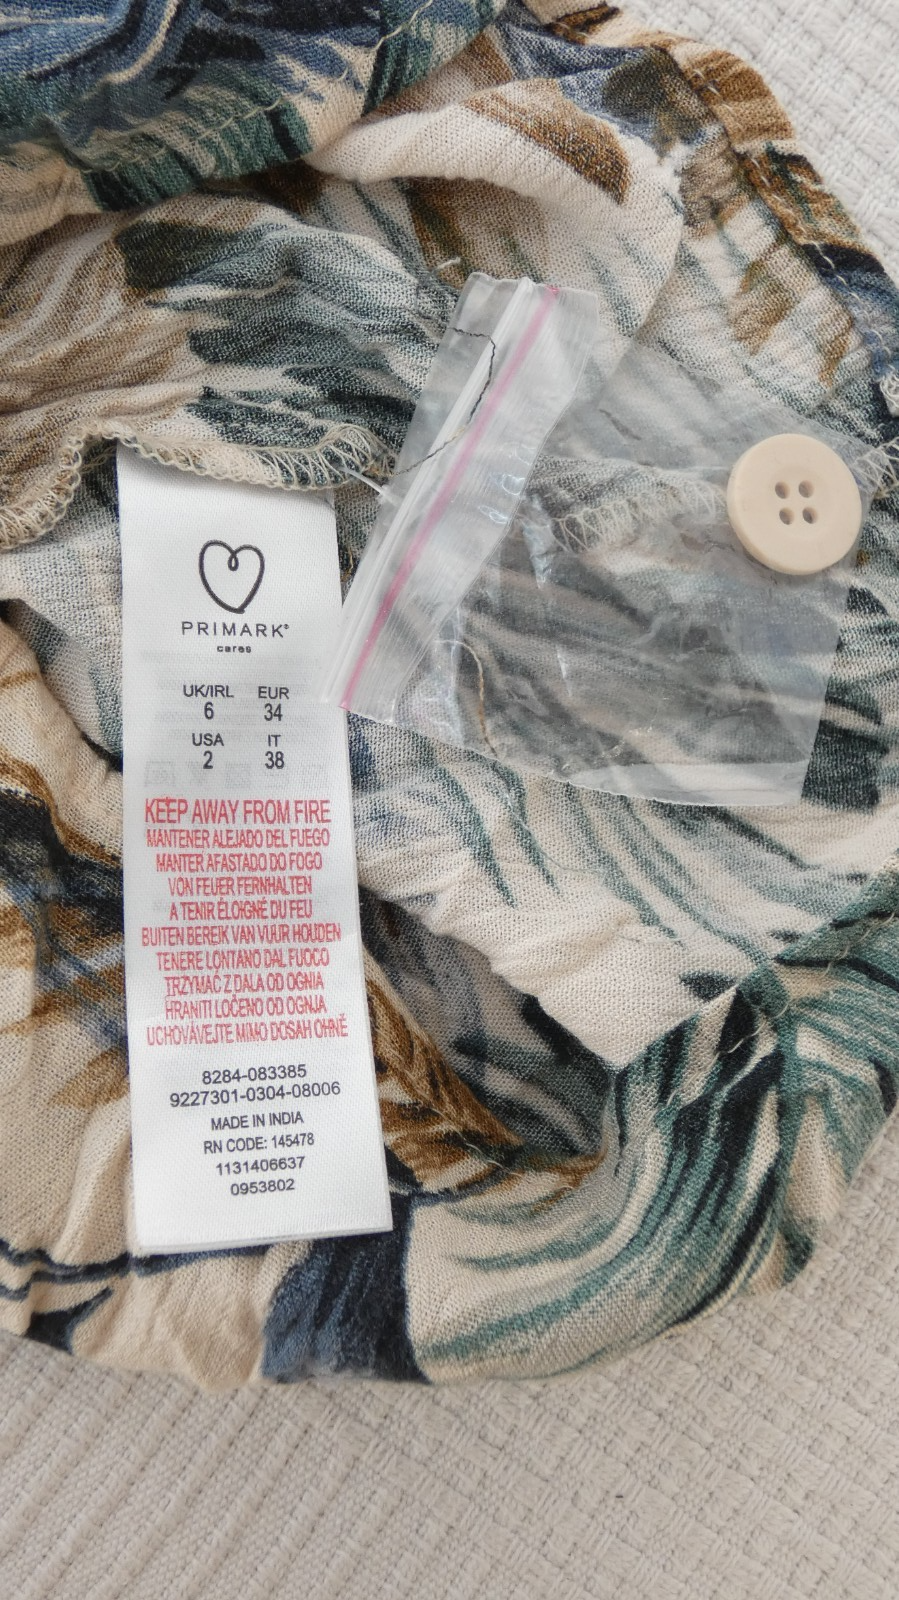 PRIMARK®
cares
UK/IRL EUR
6 34
USA IT
2 38
KEEP AWAY FROM FIRE
MANTENER ALEJADO DEL FUEGO
MANTER AFASTADO DO FOGO
VON FEUER FERNHALTEN
A TENIR ÉLOIGNÉ DU FEU
BUITEN BEREIK VAN VUUR HOUDEN
TENERE LONTANO DAL FUOCO
TRZYMAĆ Z DALA OD OGNIA
HRANITI LOČENO OD OGNJA
UCHOVÁVEJTE MIMO DOSAH OHNĚ
8284-083385
9227301-0304-08006
MADE IN INDIA
RN CODE: 145478
1131406637
0953802